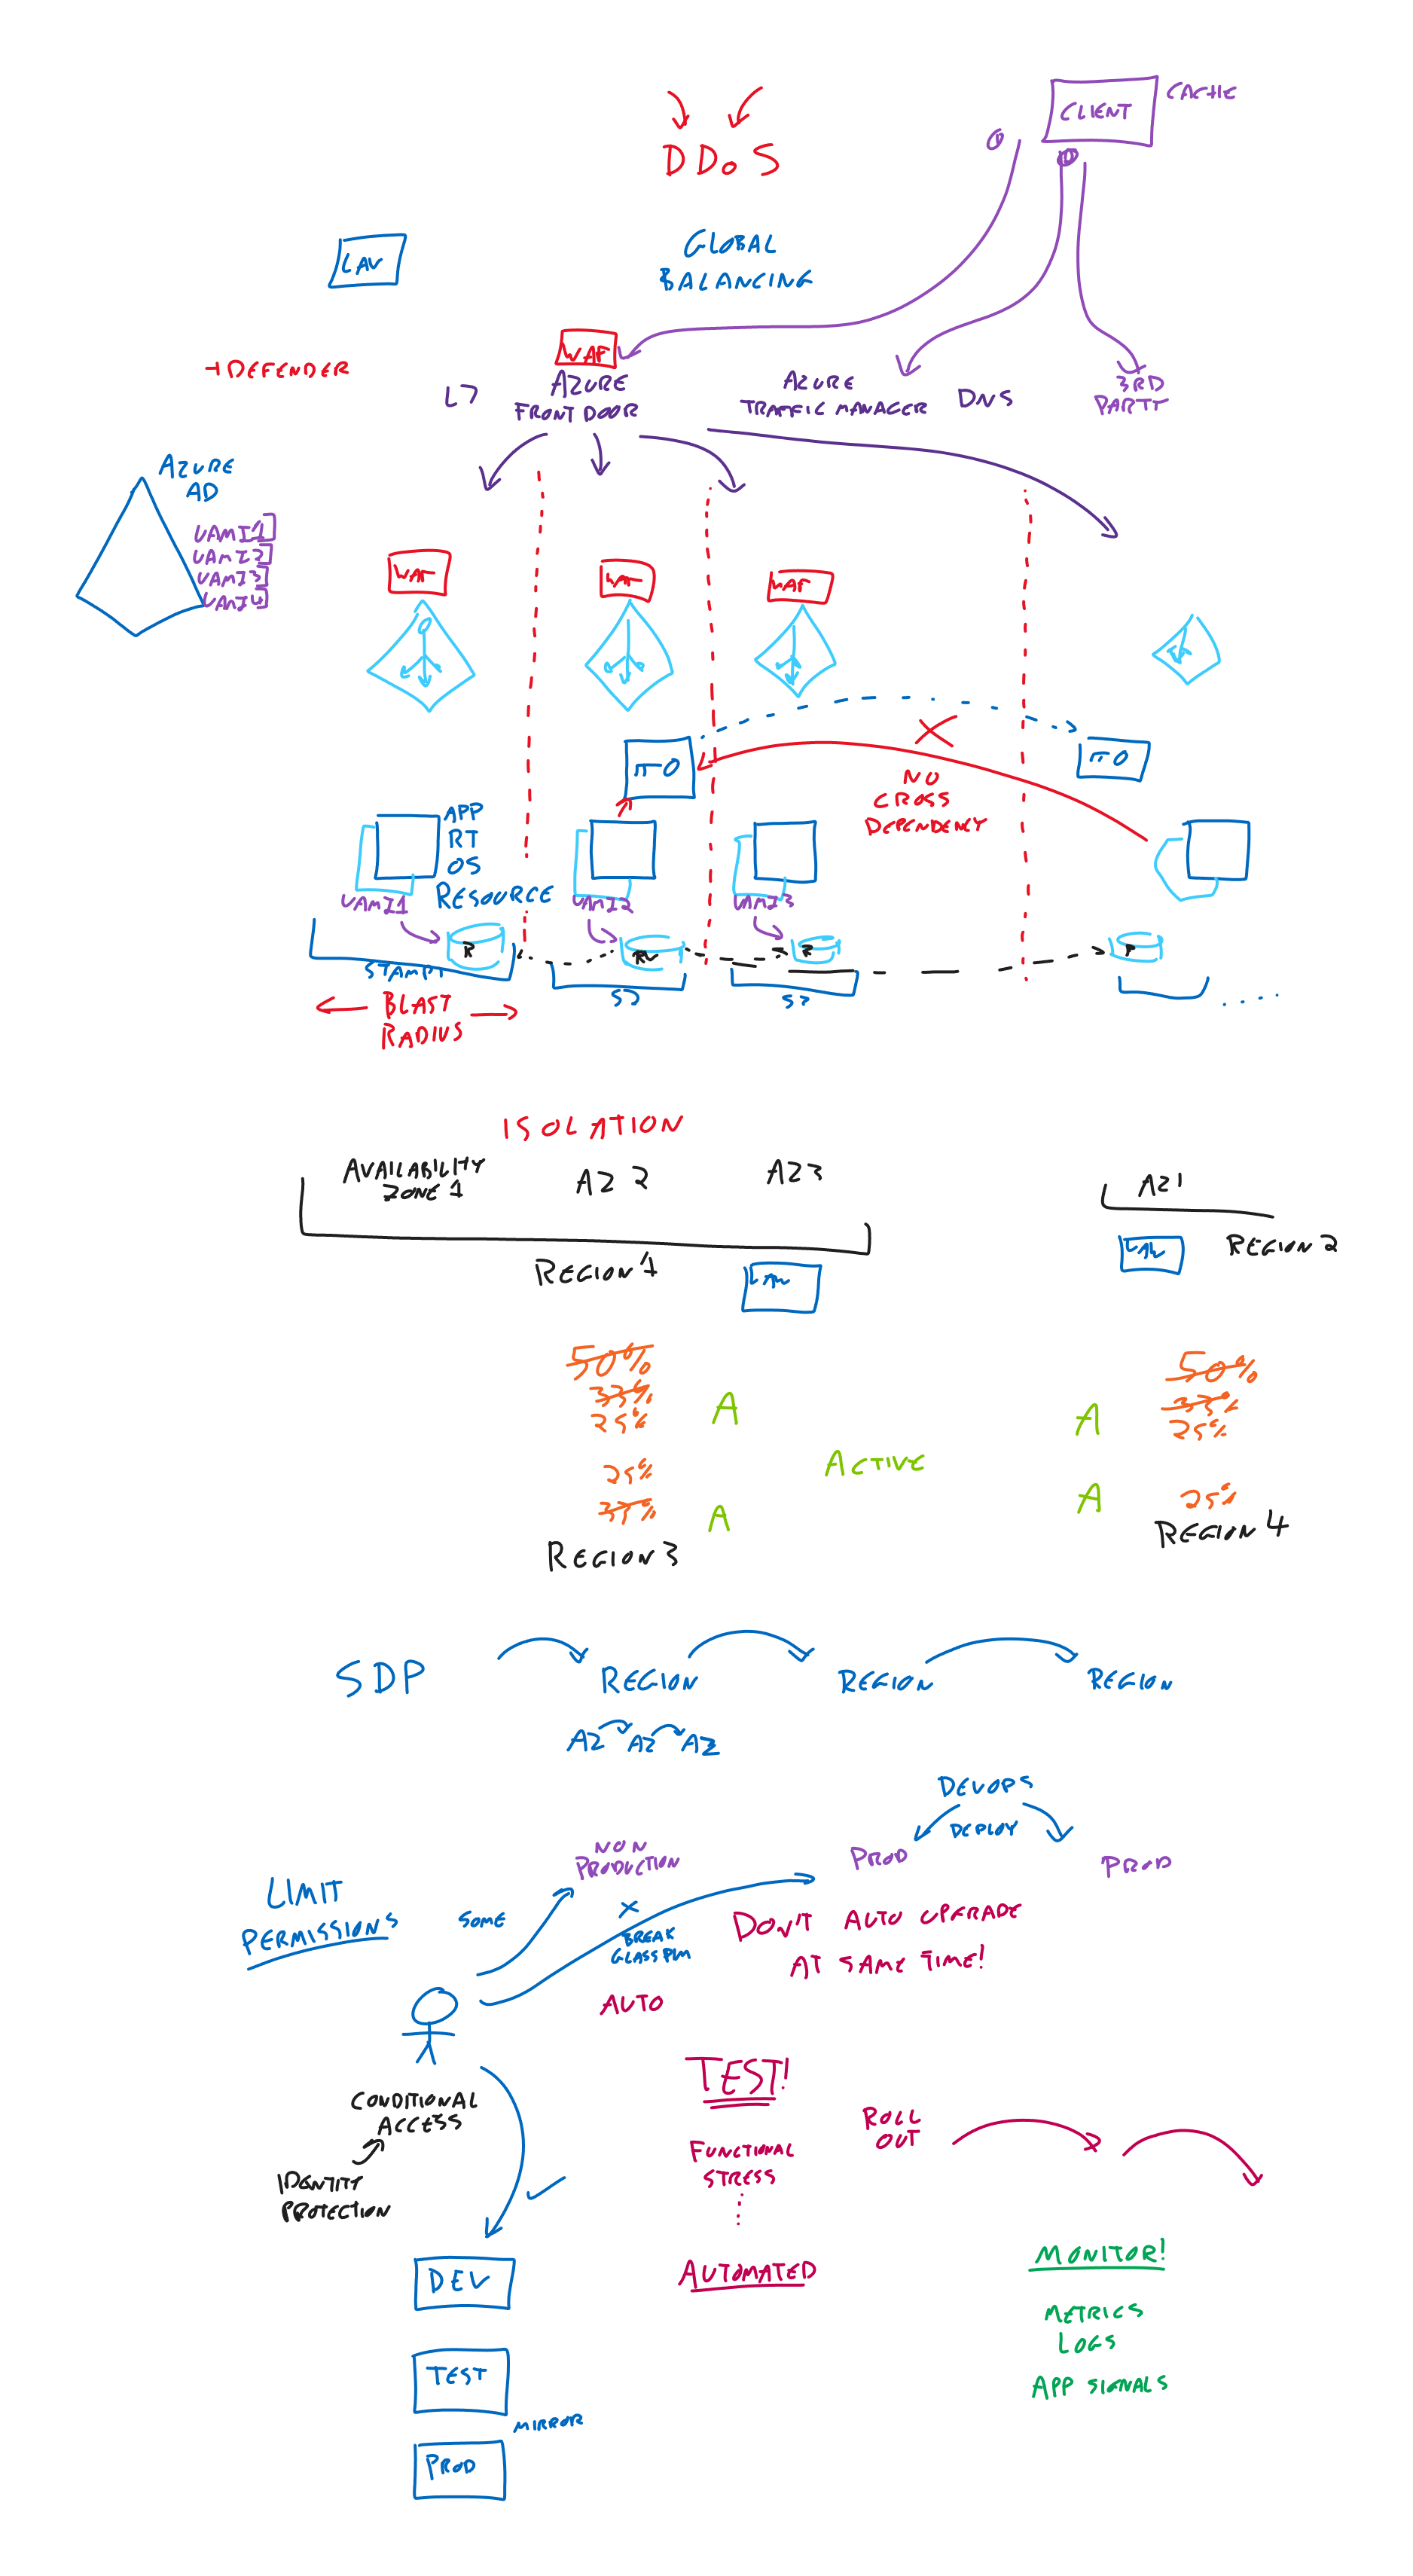 CLIENT
CACHE
DDoS
GLOBAL
BALANCING
LAW
WAF
→DEFENDER
L7
AZURE
FRONT DOOR
AZURE
TRAFFIC MANAGER
DNS
3RD
PARTY
AZURE
AD
UAMI1
UAMI2
UAMI3
UAMI4
WAF
WAF
WAF
NO
CROSS
DEPENDENCY
APP
RT
OS
RESOURCE
UAMI1
UAMI2
UAMI3
R
R
R
STAMP1
S2
S3
BLAST
RADIUS
ISOLATION
AVAILABILITY
ZONE 1
AZ 2
AZ3
AZ1
REGION 1
LAW
LAW
REGION 2
50%
33%
25%
A
A
50%
33%
25%
ACTIVE
25%
33%
A
A
25%
REGION 3
REGION 4
SDP
REGION
REGION
REGION
AZ AZ AZ
DEVOPS
DEPLOY
NON
PRODUCTION
PROD
PROD
LIMIT
PERMISSIONS
SOME
BREAK
GLASS PIM
AUTO
DON'T AUTO UPGRADE
AT SAME TIME!
CONDITIONAL
ACCESS
IDENTITY
PROTECTION
TEST!
FUNCTIONAL
STRESS
AUTOMATED
ROLL
OUT
MONITOR!
METRICS
LOGS
APP SIGNALS
DEV
TEST
MIRROR
PROD